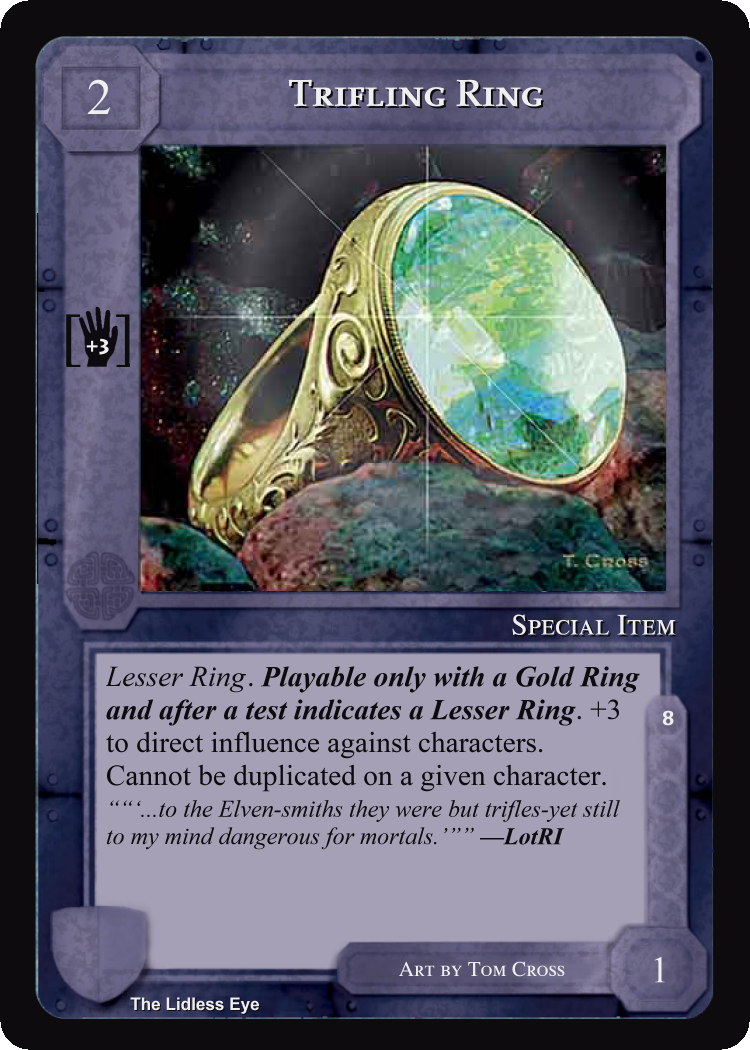 2
Trifling Ring
[+3]
T. Cross
Special Item
Lesser Ring. Playable only with a Gold Ring
and after a test indicates a Lesser Ring. +3
to direct influence against characters.
Cannot be duplicated on a given character.
““‘...to the Elven-smiths they were but trifles-yet still
to my mind dangerous for mortals.’”” —LotRI
8
Art by Tom Cross
1
The Lidless Eye